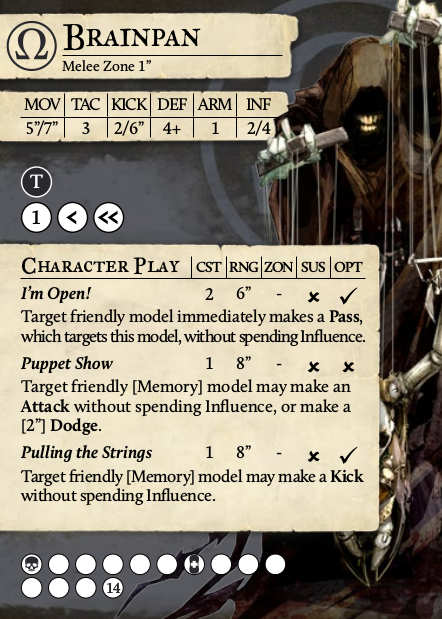 Ω
BRAINPAN
Melee Zone 1"
MOV TAC KICK DEF ARM INF
5"/7" 3 2/6" 4+ 1 2/4
T
1 < <<
CHARACTER PLAY CST RNG ZON SUS OPT
I'm Open! 2 6" - ✗ ✓
Target friendly model immediately makes a Pass,
which targets this model, without spending Influence.
Puppet Show 1 8" - ✗ ✗
Target friendly [Memory] model may make an
Attack without spending Influence, or make a
[2"] Dodge.
Pulling the Strings 1 8" - ✗ ✓
Target friendly [Memory] model may make a Kick
without spending Influence.
14